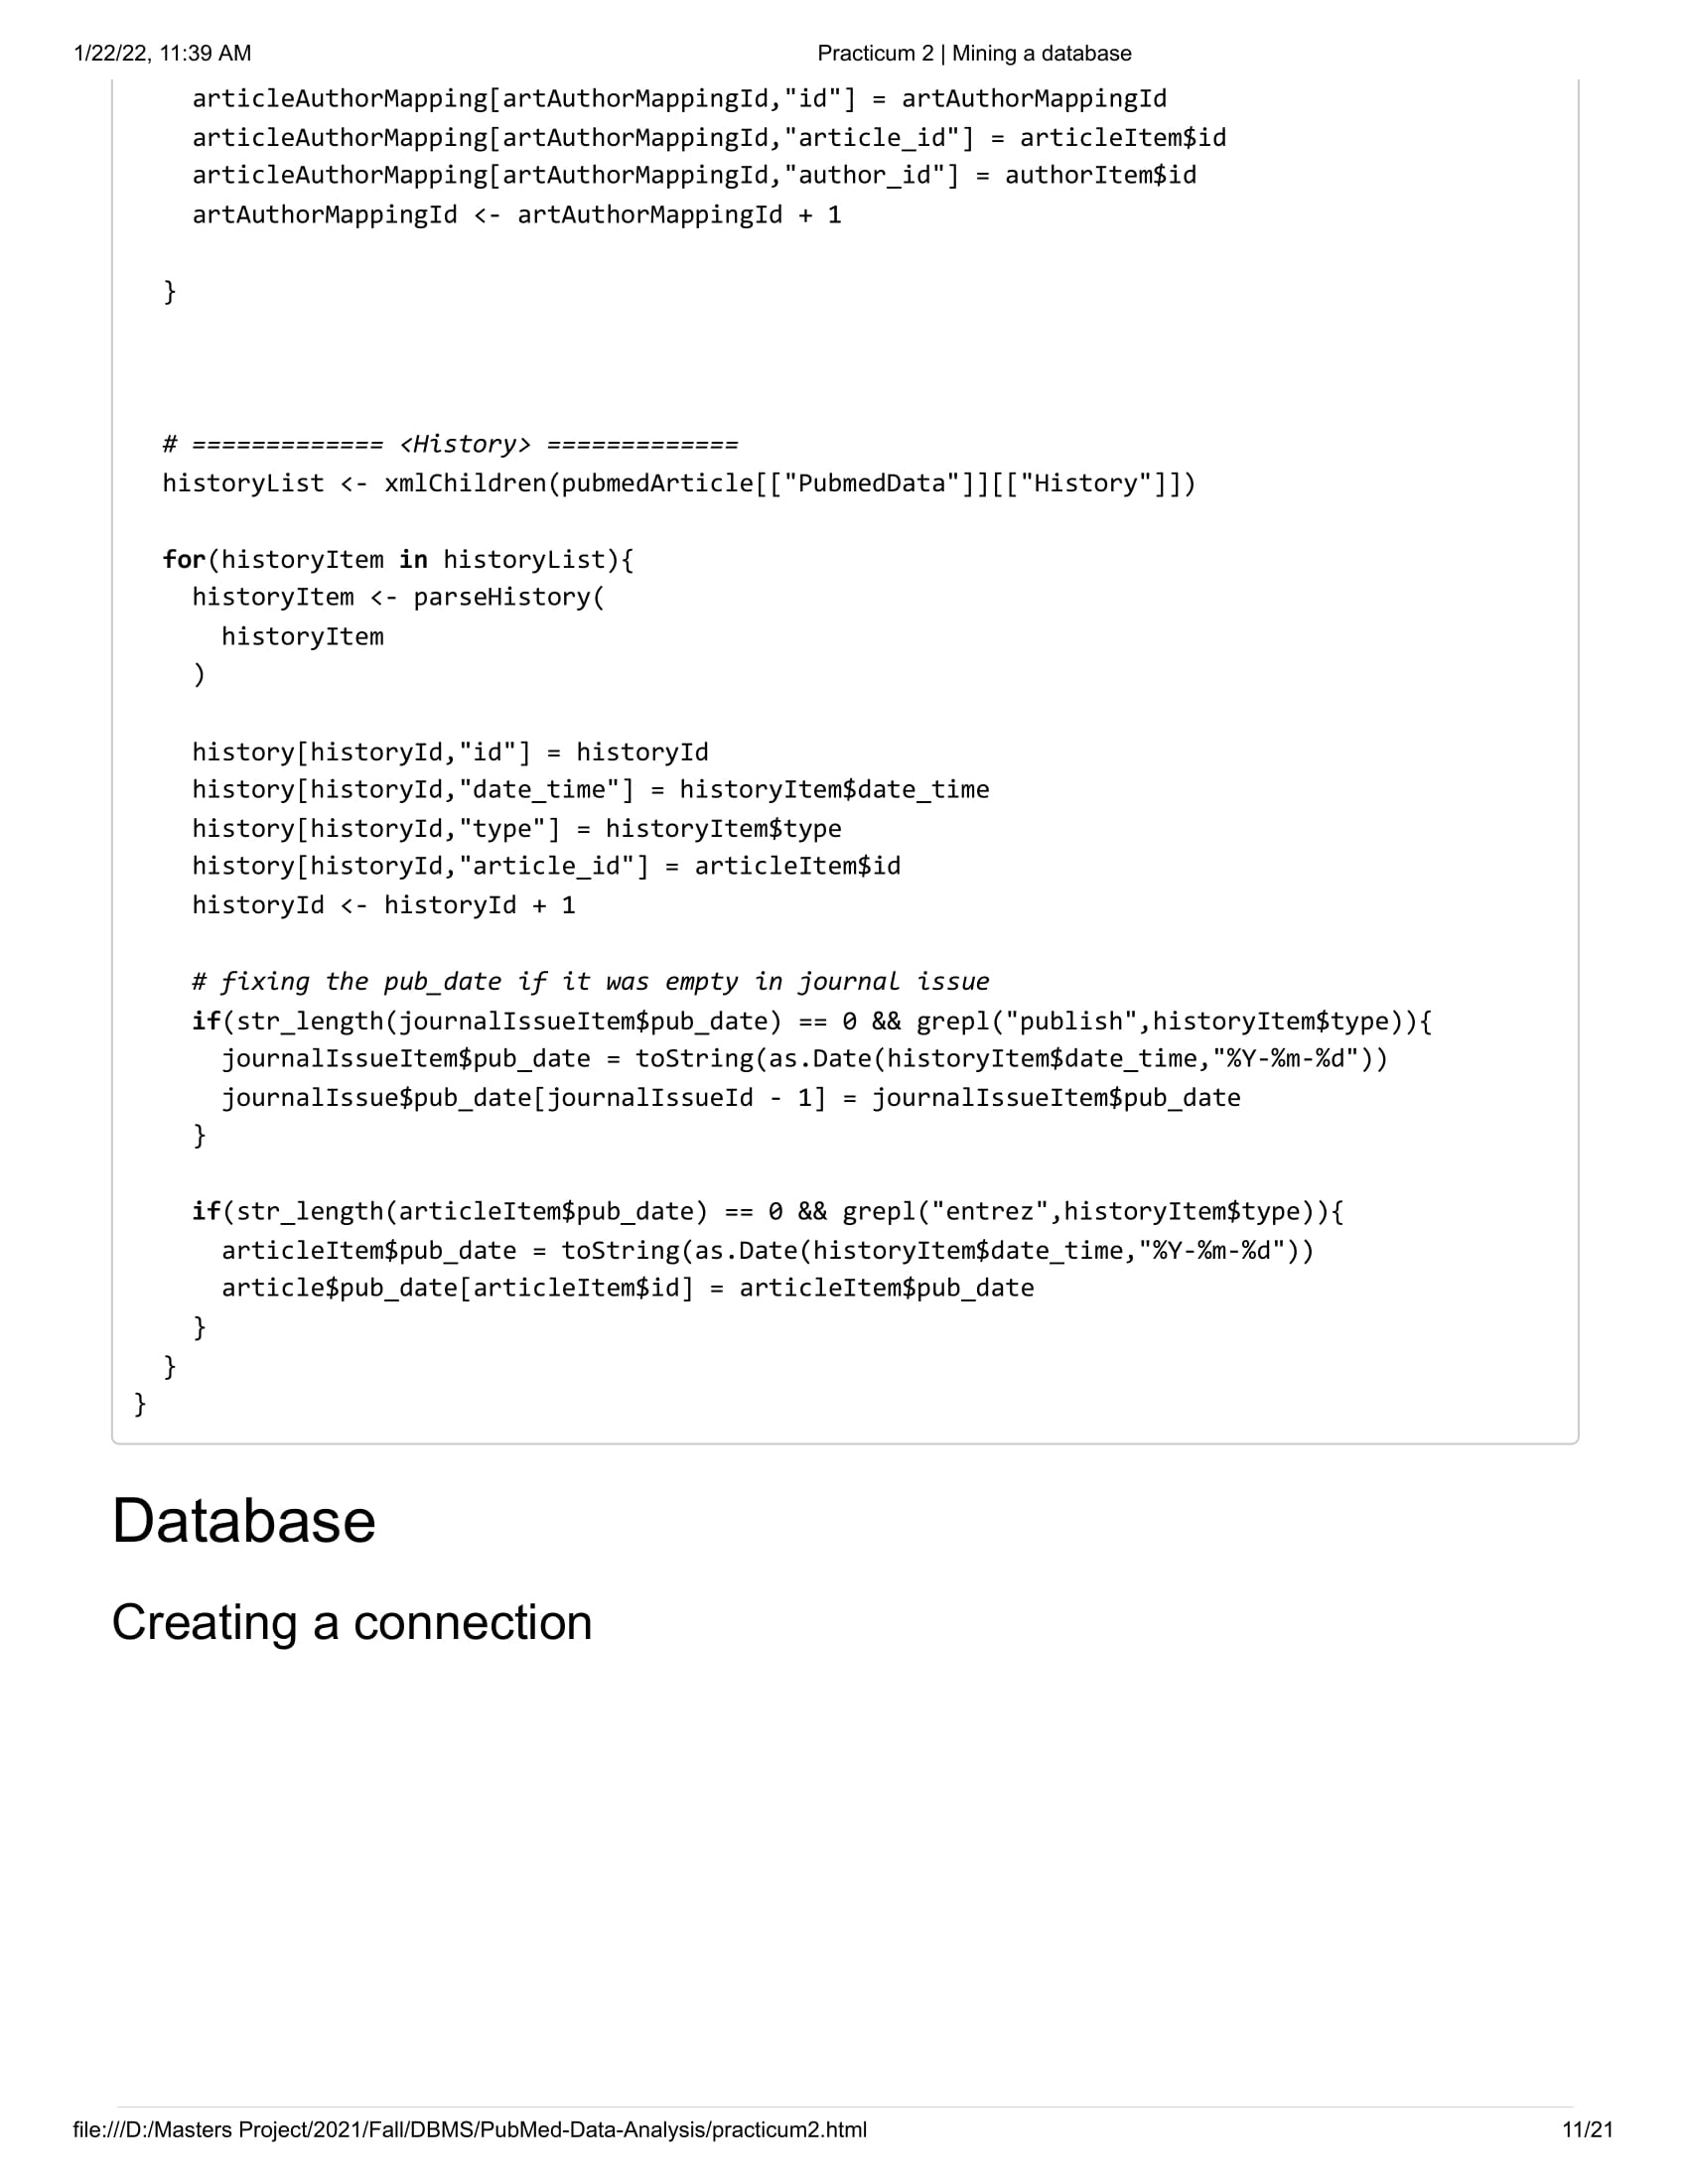 1/22/22, 11:39 AM Practicum 2 | Mining a database
articleAuthorMapping[artAuthorMappingId,"id"] = artAuthorMappingId
articleAuthorMapping[artAuthorMappingId,"article_id"] = articleItem$id
articleAuthorMapping[artAuthorMappingId,"author_id"] = authorItem$id
artAuthorMappingId <- artAuthorMappingId + 1
}
# ============= <History> =============
historyList <- xmlChildren(pubmedArticle[["PubmedData"]][["History"]])
for(historyItem in historyList){
historyItem <- parseHistory(
historyItem
)
history[historyId,"id"] = historyId
history[historyId,"date_time"] = historyItem$date_time
history[historyId,"type"] = historyItem$type
history[historyId,"article_id"] = articleItem$id
historyId <- historyId + 1
# fixing the pub_date if it was empty in journal issue
if(str_length(journalIssueItem$pub_date) == 0 && grepl("publish",historyItem$type)){
journalIssueItem$pub_date = toString(as.Date(historyItem$date_time,"%Y-%m-%d"))
journalIssue$pub_date[journalIssueId - 1] = journalIssueItem$pub_date
}
if(str_length(articleItem$pub_date) == 0 && grepl("entrez",historyItem$type)){
articleItem$pub_date = toString(as.Date(historyItem$date_time,"%Y-%m-%d"))
article$pub_date[articleItem$id] = articleItem$pub_date
}
}
}
Database
Creating a connection
file:///D:/Masters Project/2021/Fall/DBMS/PubMed-Data-Analysis/practicum2.html 11/21